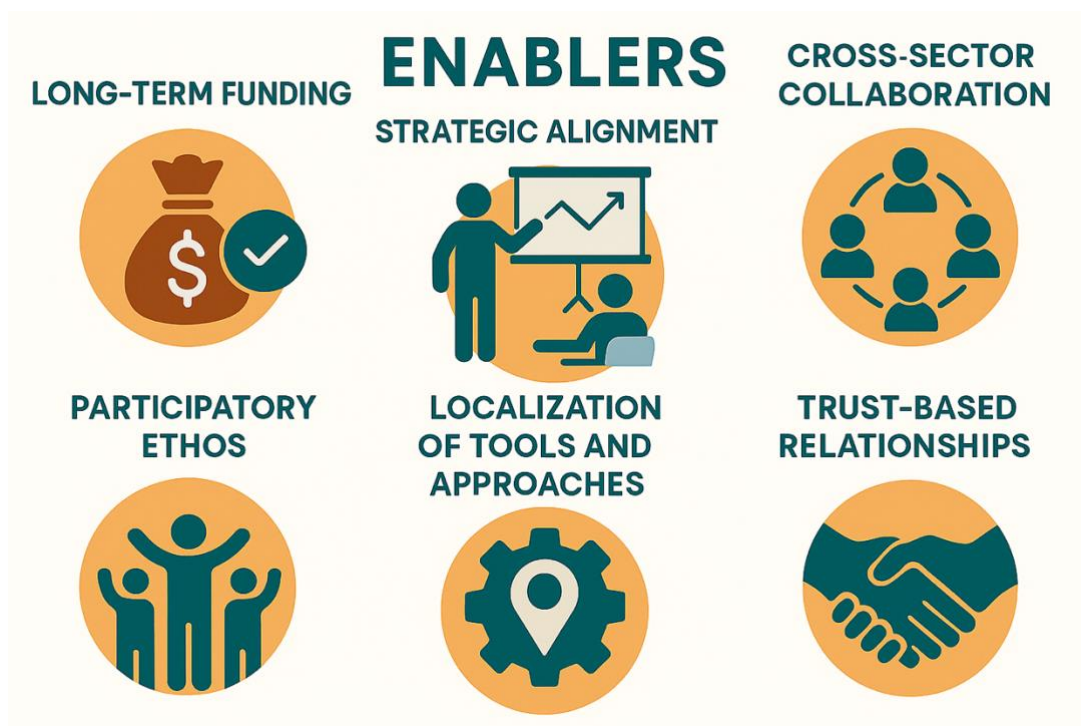 ENABLERS
LONG-TERM FUNDING
$
STRATEGIC ALIGNMENT
CROSS-SECTOR
COLLABORATION
PARTICIPATORY
ETHOS
LOCALIZATION
OF TOOLS AND
APPROACHES
TRUST-BASED
RELATIONSHIPS